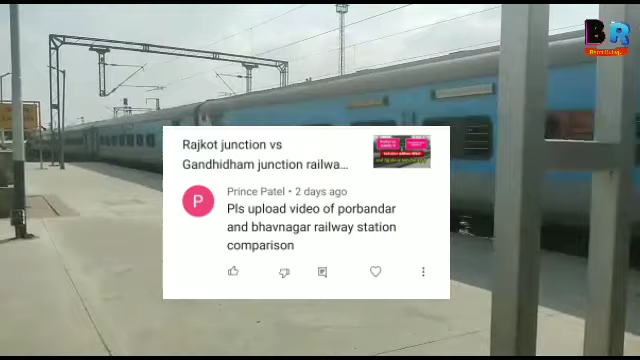 BR
Rajkot junction vs
Gandhidham junction railwa...
P
Prince Patel • 2 days ago
Pls upload video of porbandar
and bhavnagar railway station
comparison